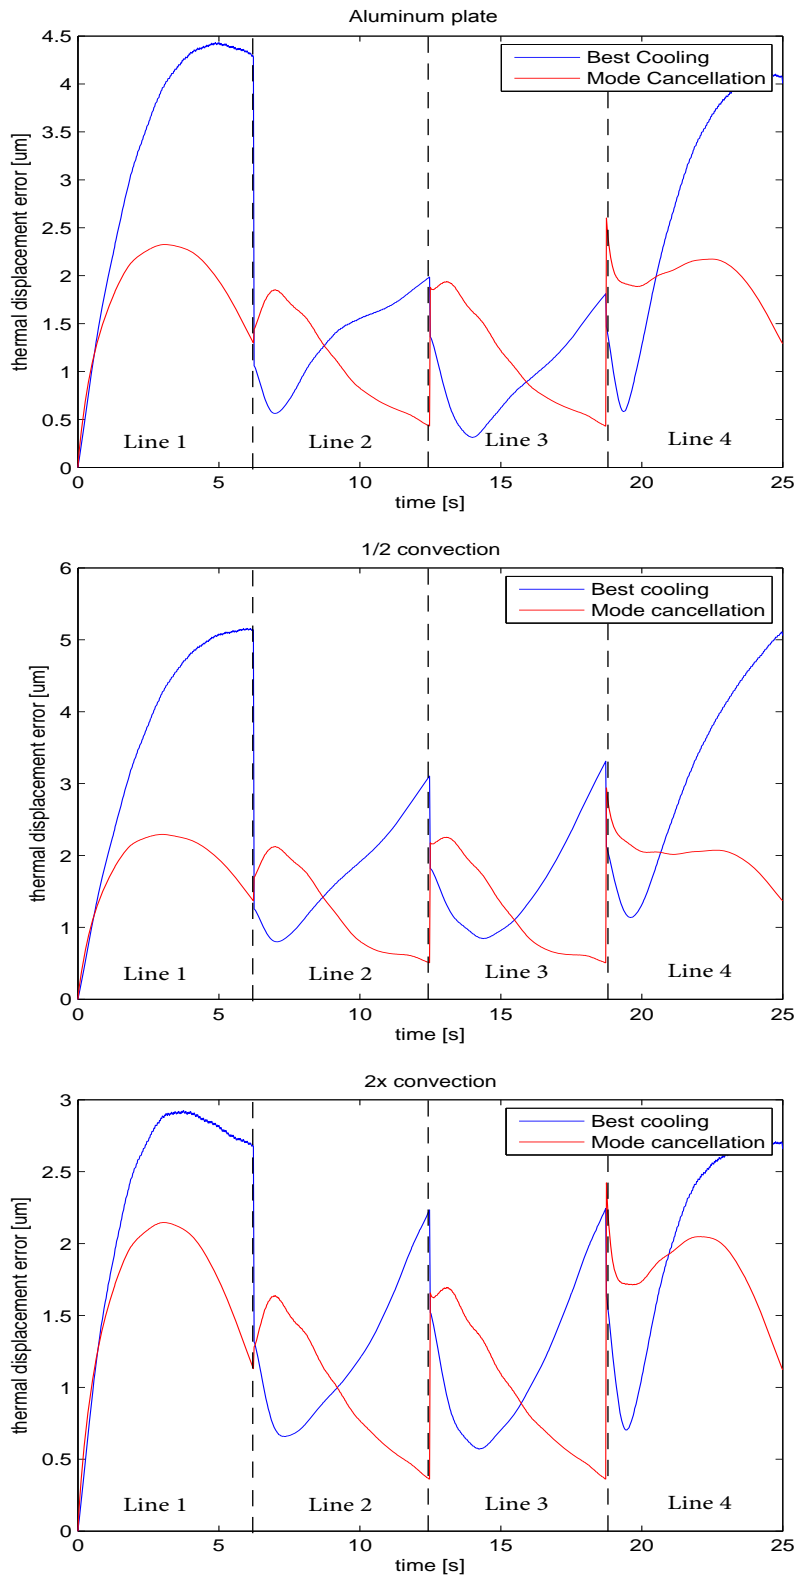 Aluminum plate
4.5
4
3.5
3
2.5
2
1.5
1
0.5
0
thermal displacement error [um]
Best Cooling
Mode Cancellation
Line 1
Line 2
Line 3
Line 4
0
5
10
15
20
25
time [s]
1/2 convection
6
5
4
3
2
1
0
thermal displacement error [um]
Best cooling
Mode cancellation
Line 1
Line 2
Line 3
Line 4
0
5
10
15
20
25
time [s]
2x convection
3
2.5
2
1.5
1
0.5
0
thermal displacement error [um]
Best cooling
Mode cancellation
Line 1
Line 2
Line 3
Line 4
0
5
10
15
20
25
time [s]